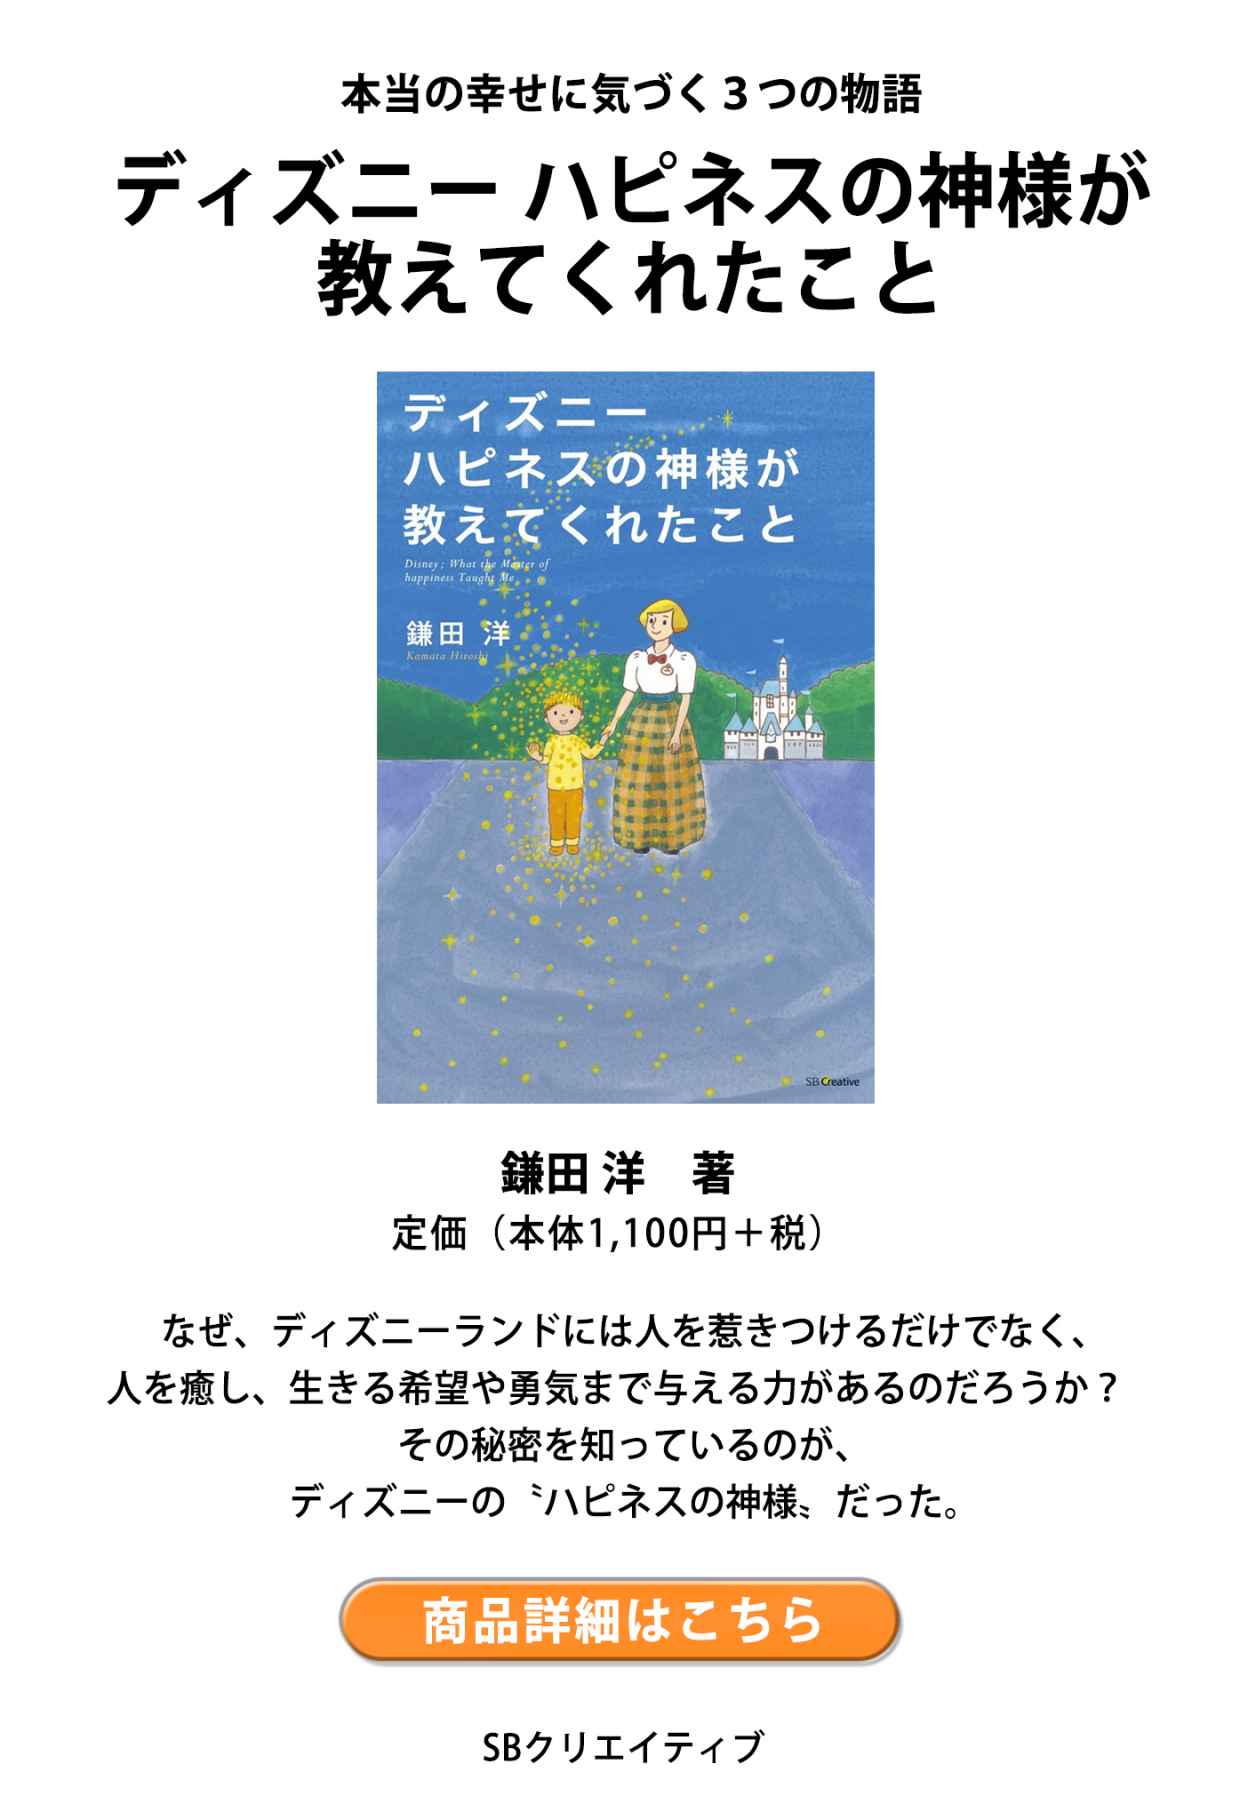 本当の幸せに気づく３つの物語
ディズニー ハピネスの神様が
教えてくれたこと
ディズニー
ハピネスの神様が
教えてくれたこと
Disney ; What the Master of
happiness Taught Me
鎌田 洋
Kamata Hiroshi
SB Creative
鎌田 洋　著
定価（本体1,100円＋税）
なぜ、ディズニーランドには人を惹きつけるだけでなく、
人を癒し、生きる希望や勇気まで与える力があるのだろうか？
その秘密を知っているのが、
ディズニーの〝ハピネスの神様〟だった。
商品詳細はこちら
SBクリエイティブ